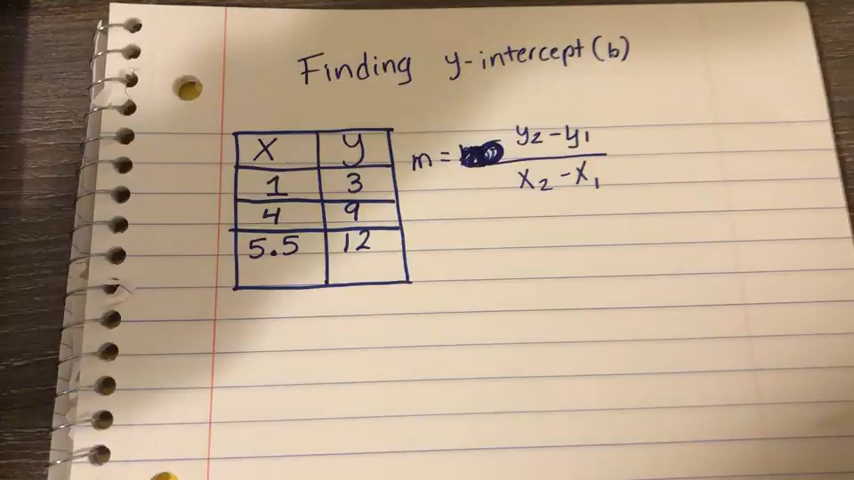 Finding y-intercept (b)
x y
1 3
4 9
5.5 12
m = y₂ - y₁
x₂ - x₁